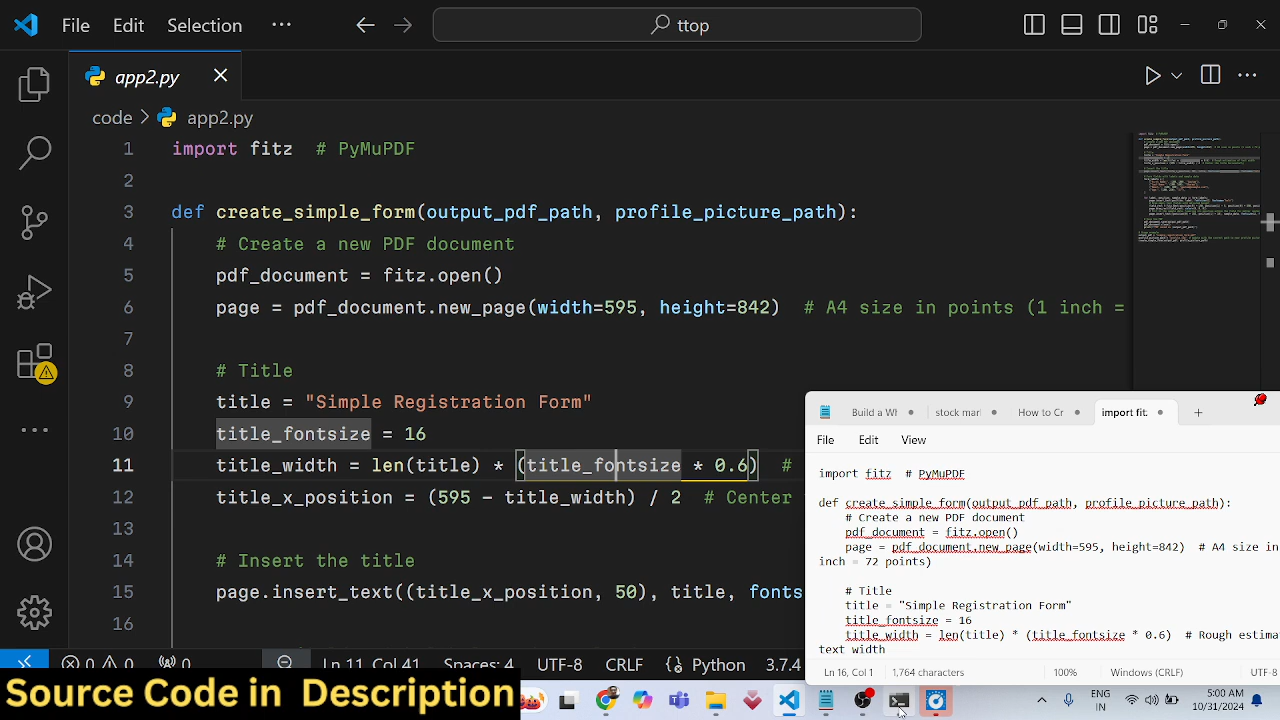 File Edit Selection ··· ttop
app2.py
code > app2.py
1 import fitz # PyMuPDF
2
3 def create_simple_form(output_pdf_path, profile_picture_path):
4 # Create a new PDF document
5 pdf_document = fitz.open()
6 page = pdf_document.new_page(width=595, height=842) # A4 size in points (1 inch =
7
8 # Title
9 title = "Simple Registration Form"
10 title_fontsize = 16
11 title_width = len(title) * (title_fontsize * 0.6) #
12 title_x_position = (595 - title_width) / 2 # Center
13
14 # Insert the title
15 page.insert_text((title_x_position, 50), title, fonts
16
Build a Wh stock mar How to Cr import fitz
File Edit View
import fitz # PyMuPDF
def create_simple_form(output_pdf_path, profile_picture_path):
# Create a new PDF document
pdf_document = fitz.open()
page = pdf_document.new_page(width=595, height=842) # A4 size in
inch = 72 points)
# Title
title = "Simple Registration Form"
title_fontsize = 16
title_width = len(title) * (title_fontsize * 0.6) # Rough estima
text width
Ln 16, Col 1 1,764 characters 100% Windows (CRLF) UTF-8
0 0 0 Ln 11, Col 41 Spaces: 4 UTF-8 CRLF {} Python 3.7.4
Source Code in Description
ENG
IN
5:00 AM
10/31/2024